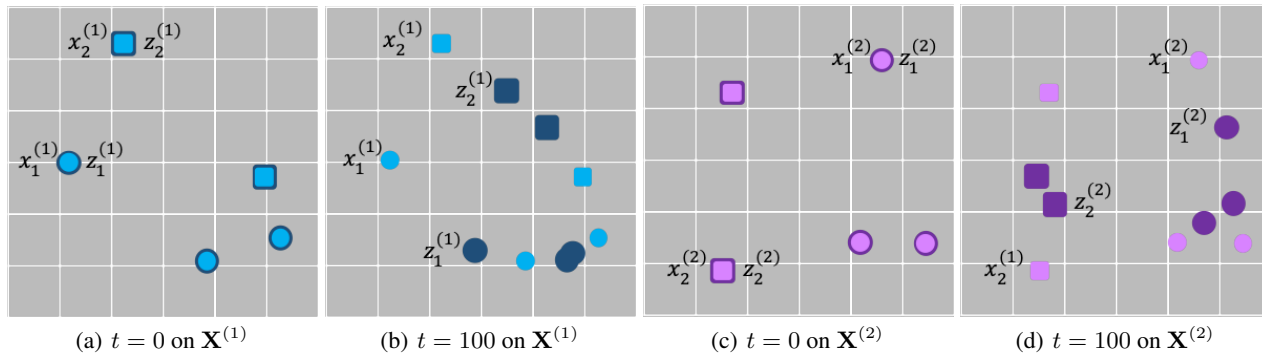 x_2^{(1)} z_2^{(1)}
x_1^{(1)} z_1^{(1)}
(a) t = 0 on X^{(1)}
x_2^{(1)}
z_2^{(1)}
x_1^{(1)}
z_1^{(1)}
(b) t = 100 on X^{(1)}
x_1^{(2)} z_1^{(2)}
x_2^{(2)} z_2^{(2)}
(c) t = 0 on X^{(2)}
x_1^{(2)}
z_1^{(2)}
z_2^{(2)}
x_2^{(1)}
(d) t = 100 on X^{(2)}